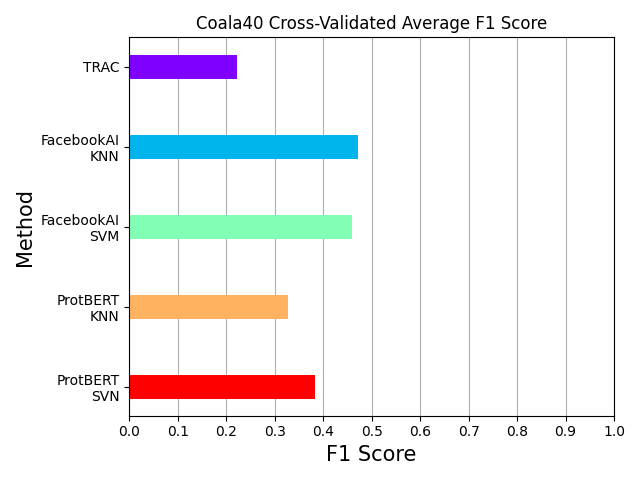 Coala40 Cross-Validated Average F1 Score
Method
TRAC
FacebookAI
KNN
FacebookAI
SVM
ProtBERT
KNN
ProtBERT
SVN
0.0 0.1 0.2 0.3 0.4 0.5 0.6 0.7 0.8 0.9 1.0
F1 Score